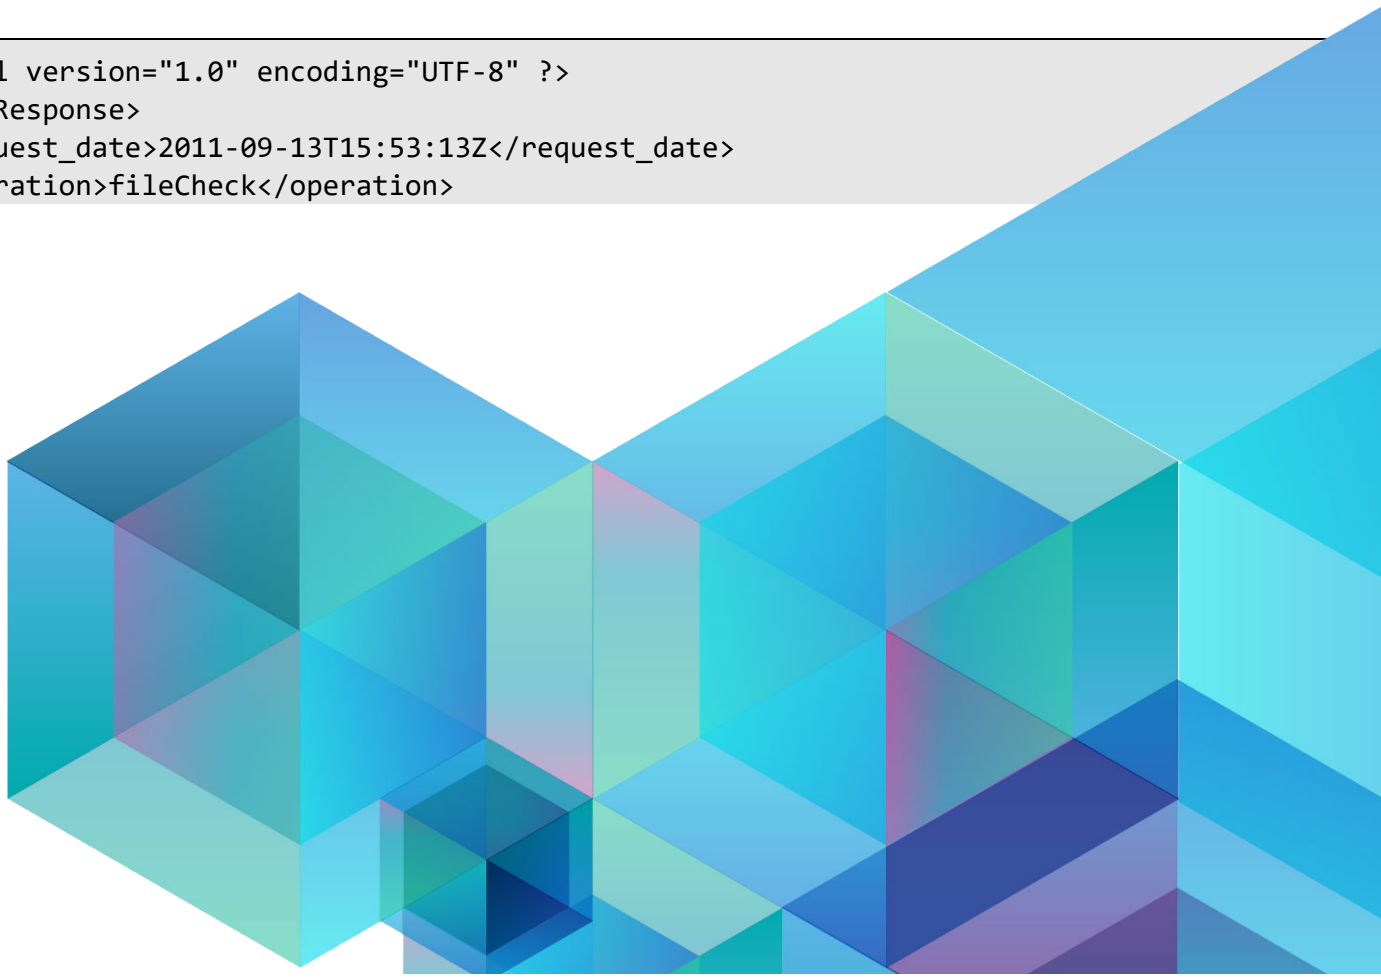 l version="1.0" encoding="UTF-8" ?>
Response>
uest_date>2011-09-13T15:53:13Z</request_date>
ration>fileCheck</operation>